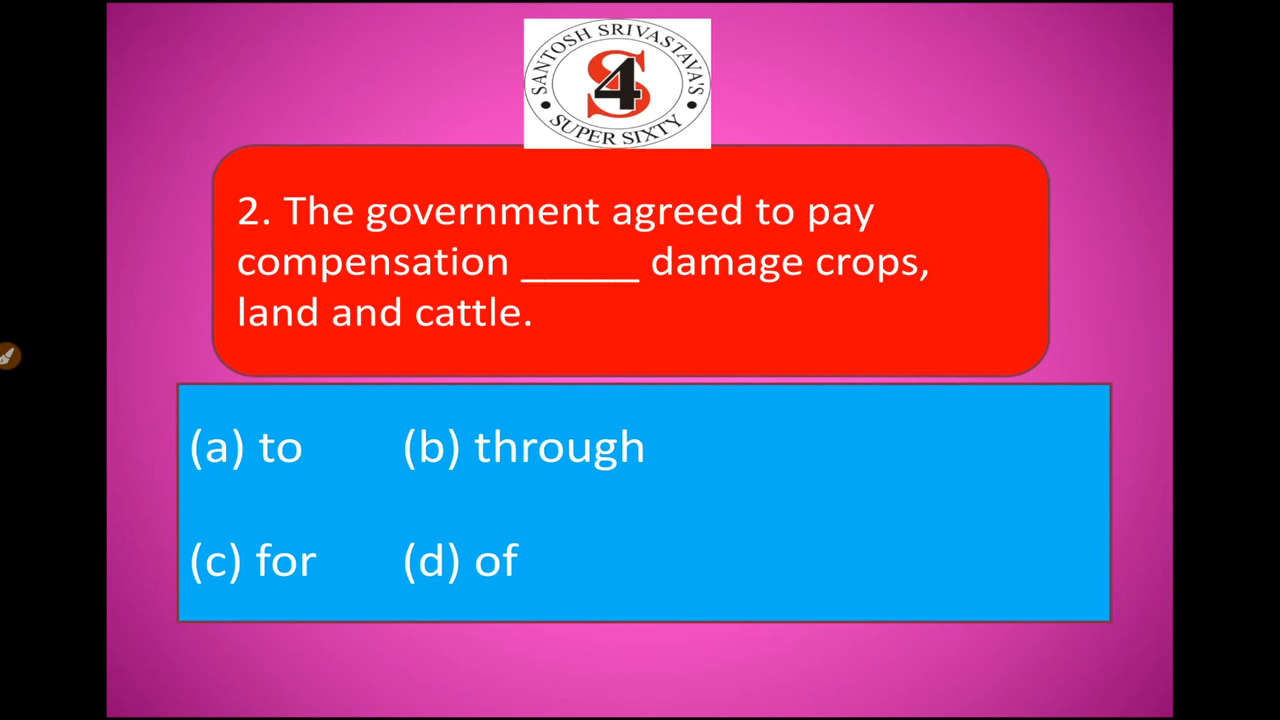 SANTOSH SRIVASTAVA'S
S4
SUPER SIXTY
2. The government agreed to pay
compensation _____ damage crops,
land and cattle.
(a) to (b) through
(c) for (d) of